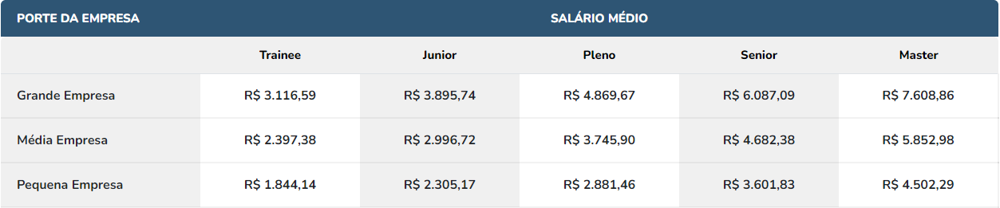 PORTE DA EMPRESA SALÁRIO MÉDIO
Trainee Junior Pleno Senior Master
Grande Empresa R$ 3.116,59 R$ 3.895,74 R$ 4.869,67 R$ 6.087,09 R$ 7.608,86
Média Empresa R$ 2.397,38 R$ 2.996,72 R$ 3.745,90 R$ 4.682,38 R$ 5.852,98
Pequena Empresa R$ 1.844,14 R$ 2.305,17 R$ 2.881,46 R$ 3.601,83 R$ 4.502,29